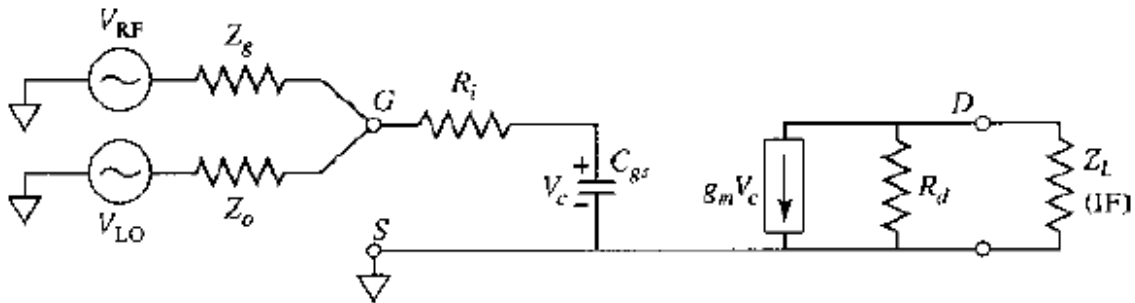 V_RF
Z_g
G
R_i
V_LO
Z_o
S
+
V_c
-
C_gs
g_m V_c
R_d
D
Z_L
(IF)